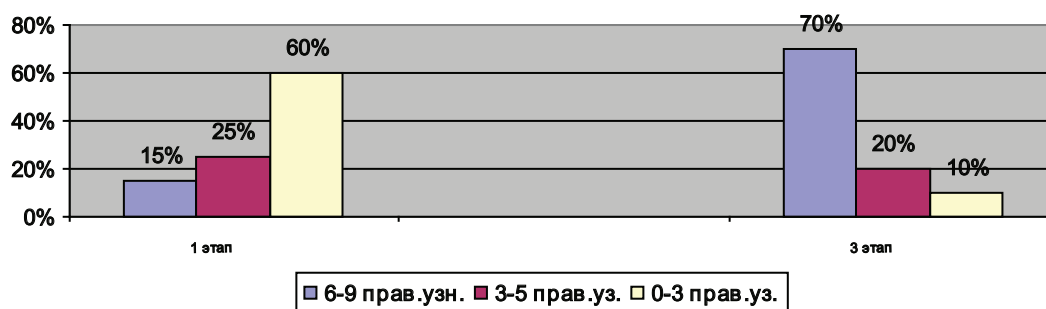 80%
60%
40%
20%
0%
15%
25%
60%
70%
20%
10%
1 этап
3 этап
6-9 прав.узн.
3-5 прав.уз.
0-3 прав.уз.